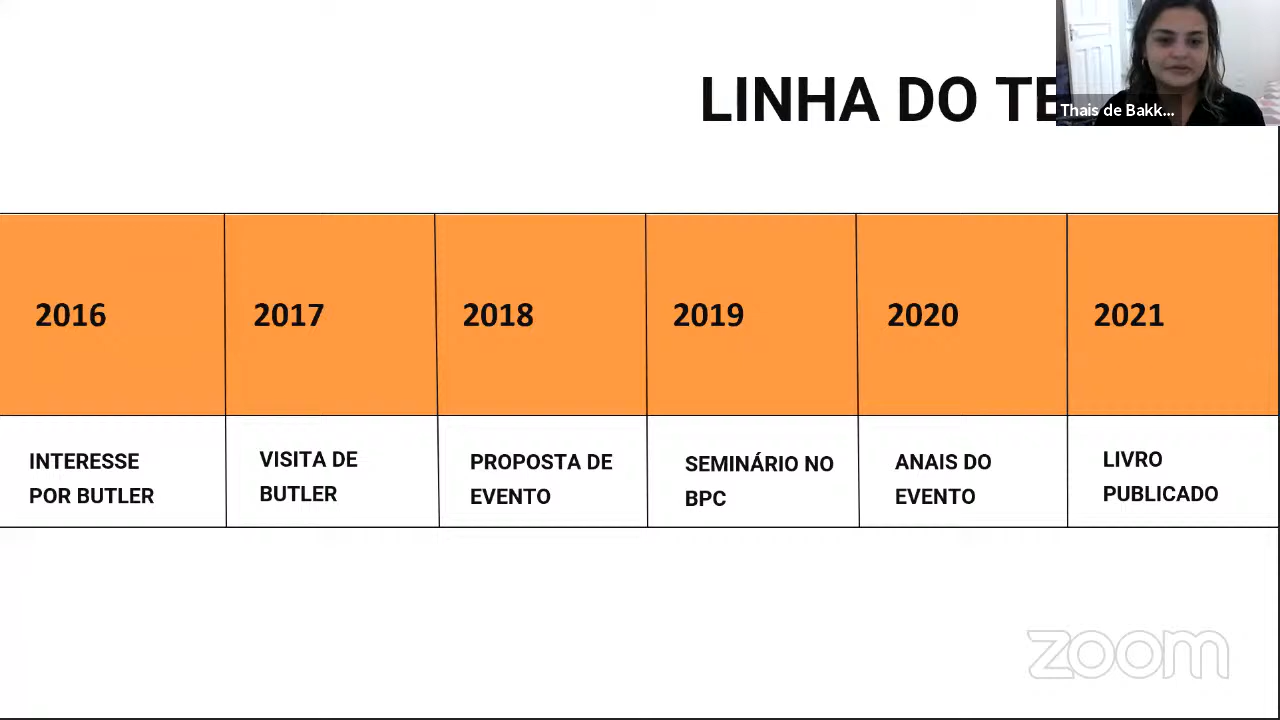 LINHA DO TE
Thais de Bakk...
2016
2017
2018
2019
2020
2021
INTERESSE
POR BUTLER
VISITA DE
BUTLER
PROPOSTA DE
EVENTO
SEMINÁRIO NO
BPC
ANAIS DO
EVENTO
LIVRO
PUBLICADO
zoom